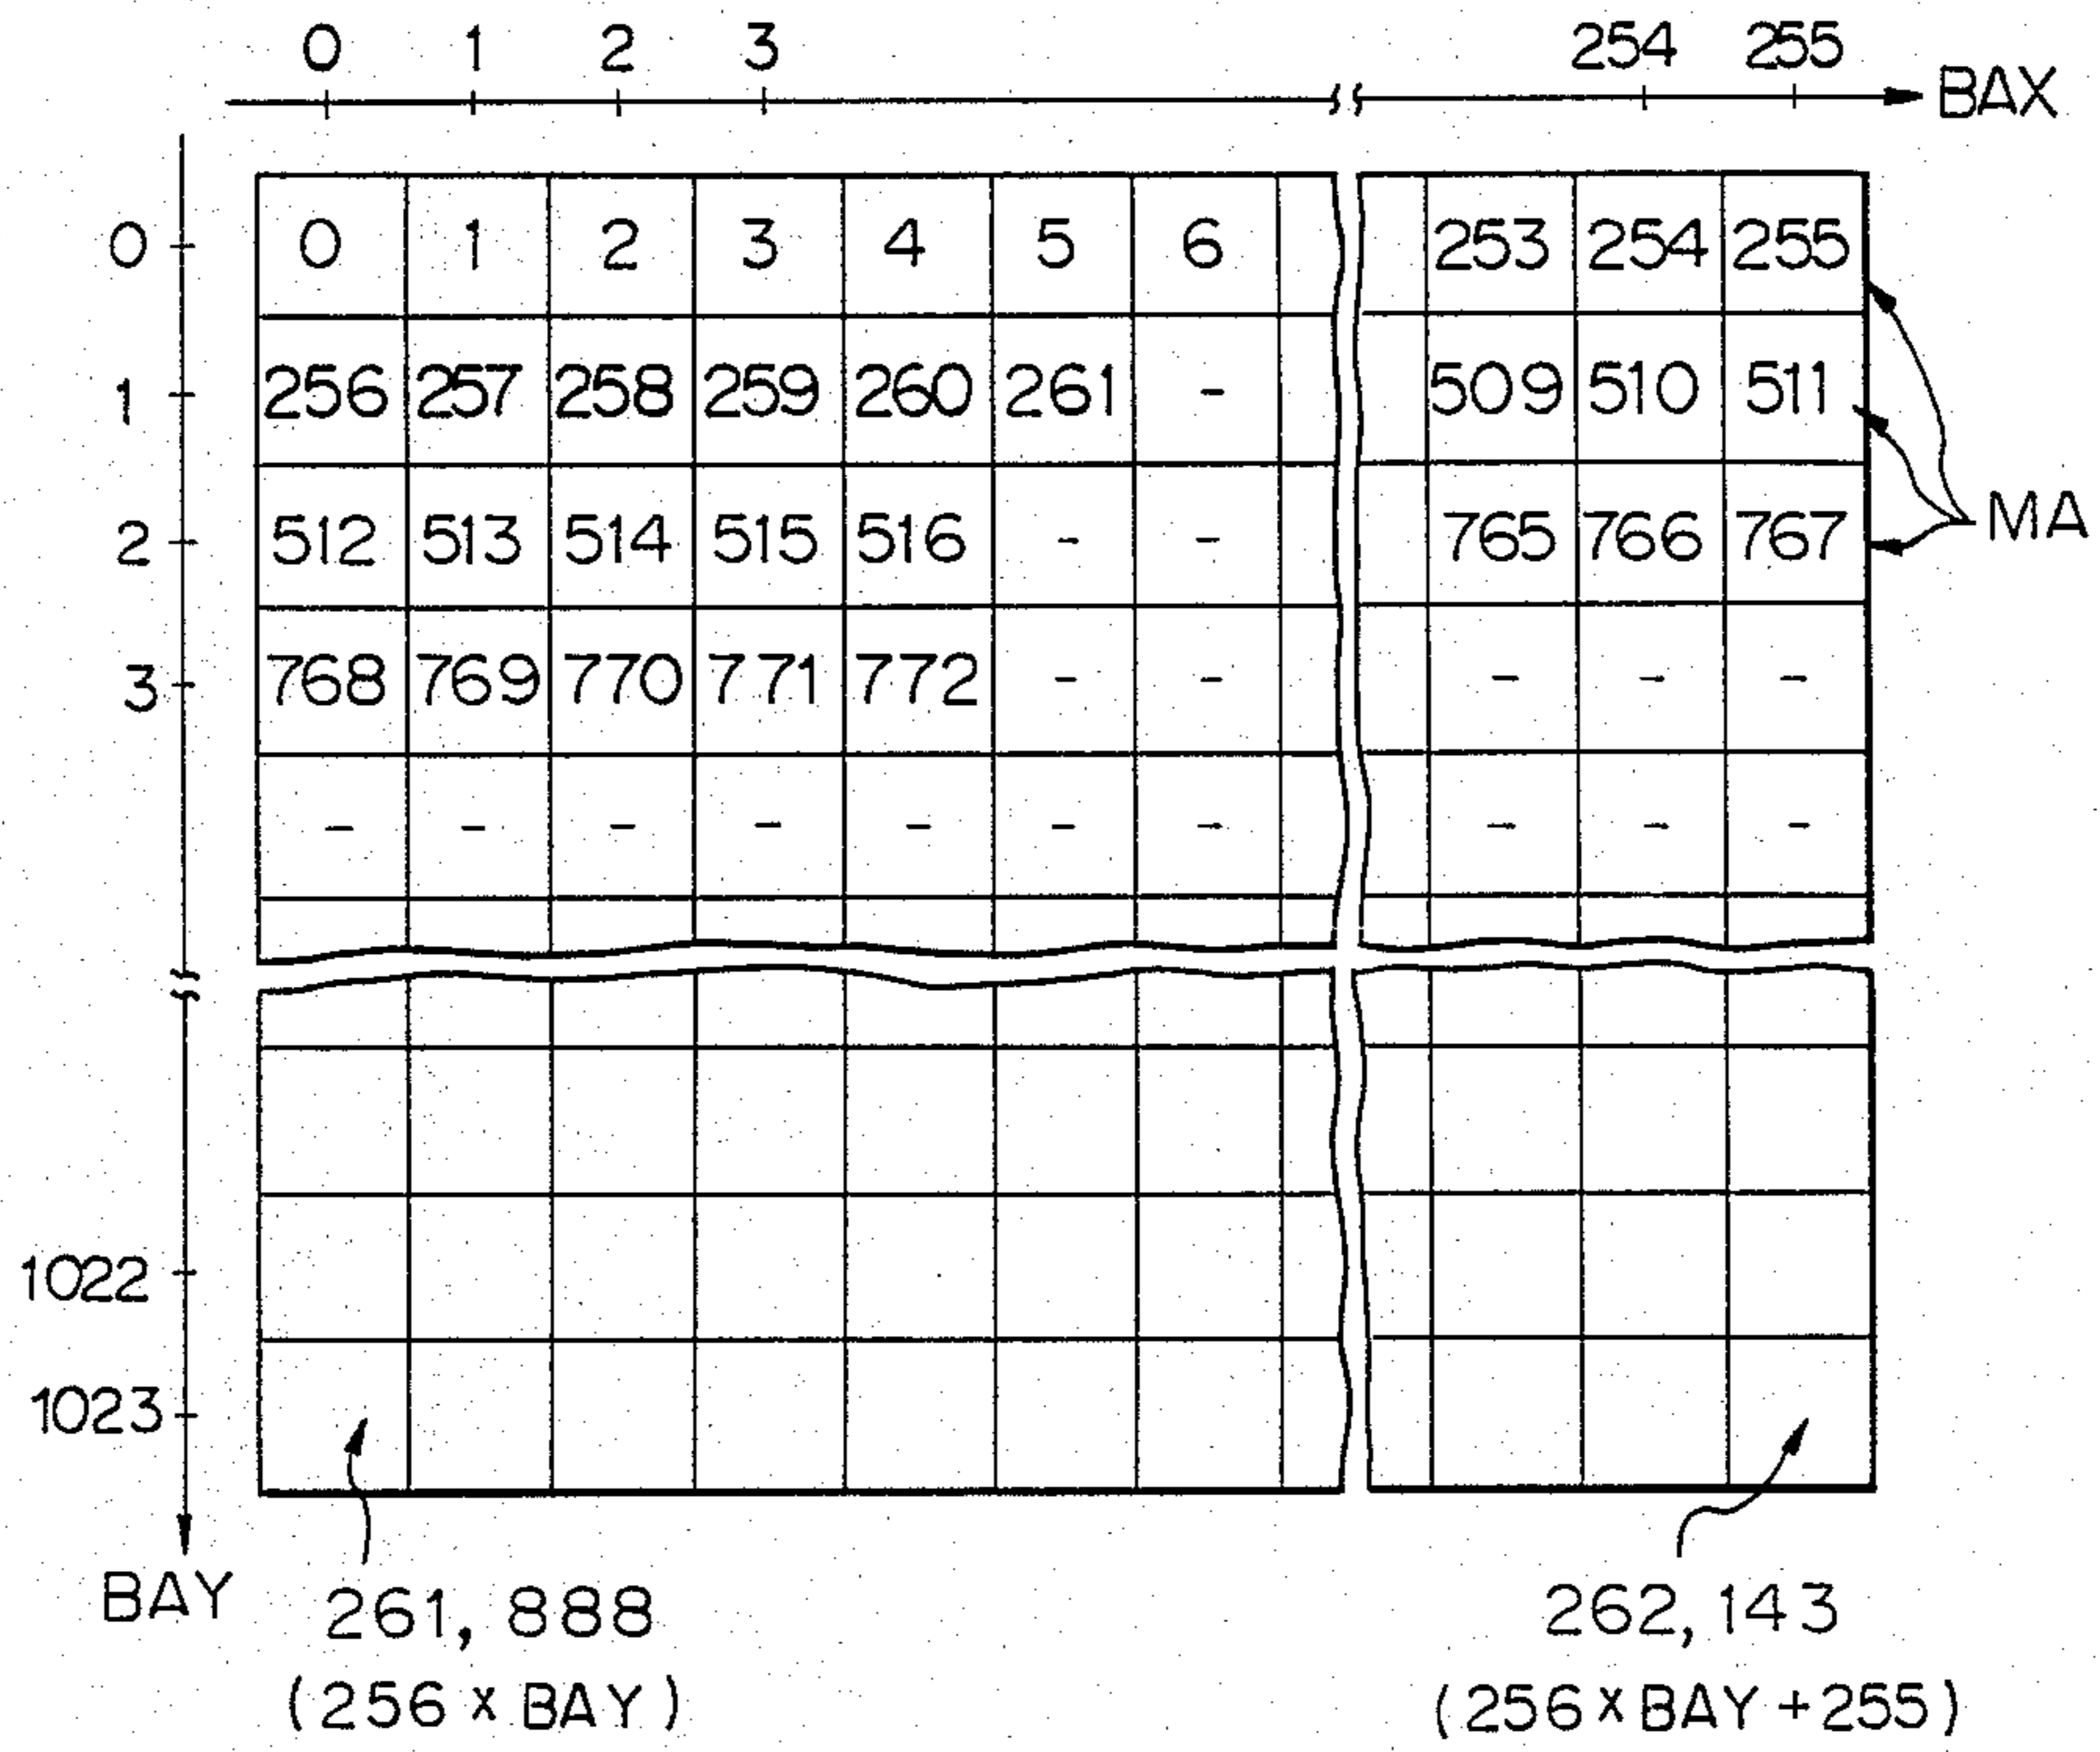 0 1 2 3 254 255 BAX
0 0 1 2 3 4 5 6 253 254 255
1 256 257 258 259 260 261 - 509 510 511
2 512 513 514 515 516 - - 765 766 767 MA
3 768 769 770 771 772 - - - - -
- - - - - - - - - -
1022
1023
BAY 261, 888 262, 143
(256 x BAY) (256 x BAY + 255)